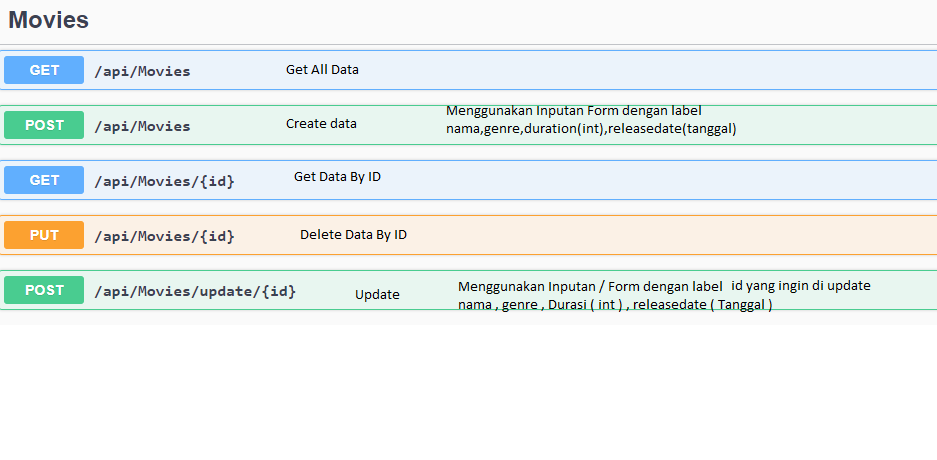 Movies
GET /api/Movies Get All Data
POST /api/Movies Create data Menggunakan Inputan Form dengan label
nama,genre,duration(int),releasedate(tanggal)
GET /api/Movies/{id} Get Data By ID
PUT /api/Movies/{id} Delete Data By ID
POST /api/Movies/update/{id} Update Menggunakan Inputan / Form dengan label id yang ingin di update
nama , genre , Durasi ( int ) , releasedate ( Tanggal )